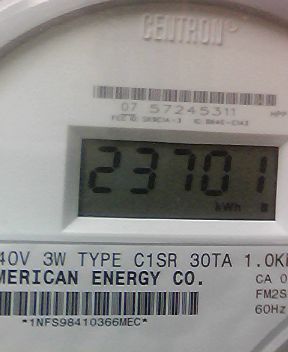 CENTRON®
07 57245311
23701
kWh
40V 3W TYPE C1SR 30TA 1.0K
MERICAN ENERGY CO.
CA 0
FM2S
60Hz
*1NFS98410366MEC*